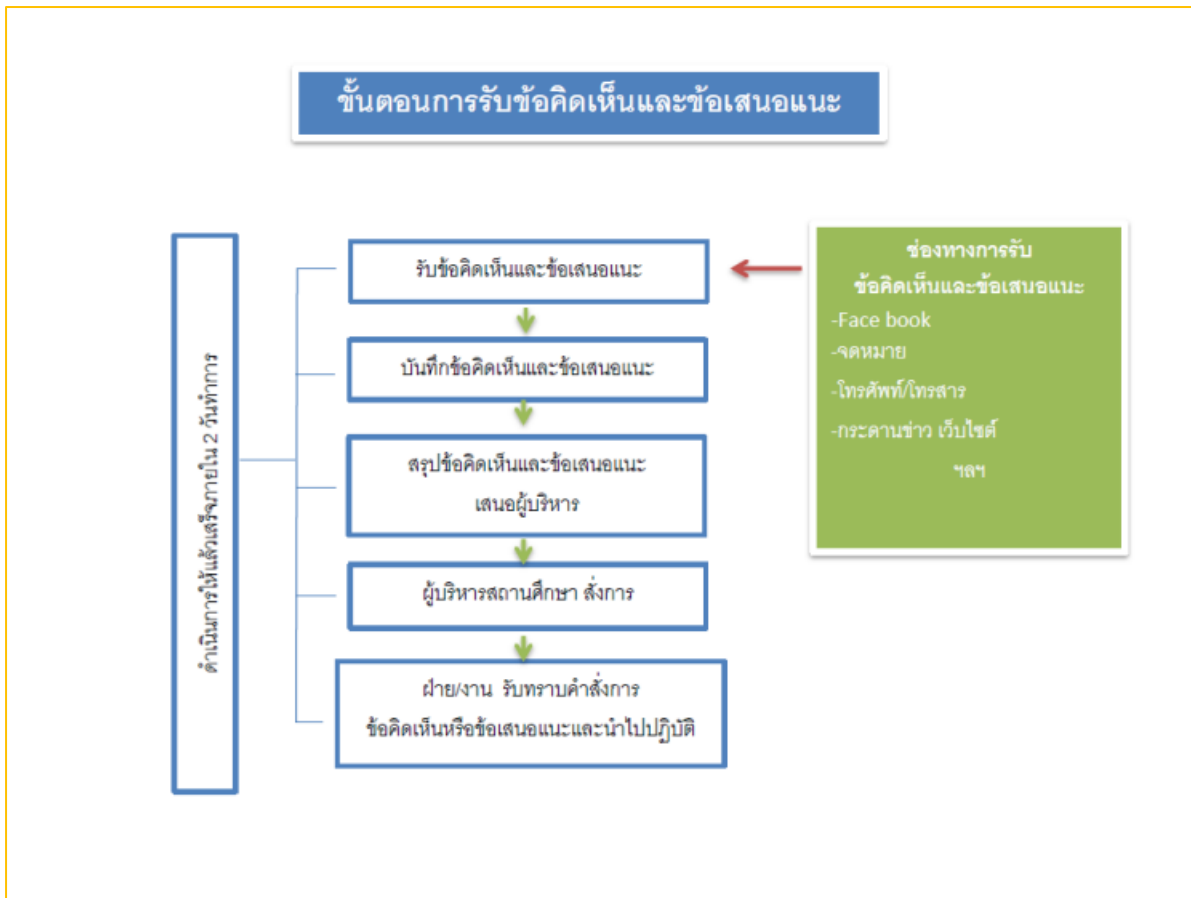 ขั้นตอนการรับข้อคิดเห็นและข้อเสนอแนะ
ดำเนินการให้แล้วเสร็จภายใน 2 วันทำการ
รับข้อคิดเห็นและข้อเสนอแนะ
บันทึกข้อคิดเห็นและข้อเสนอแนะ
สรุปข้อคิดเห็นและข้อเสนอแนะ
เสนอผู้บริหาร
ผู้บริหารสถานศึกษา สั่งการ
ฝ่าย/งาน รับทราบคำสั่งการ
ข้อคิดเห็นหรือข้อเสนอแนะและนำไปปฏิบัติ
ช่องทางการรับ
ข้อคิดเห็นและข้อเสนอแนะ
-Face book
-จดหมาย
-โทรศัพท์/โทรสาร
-กระดานข่าว เว็บไซต์
ฯลฯ